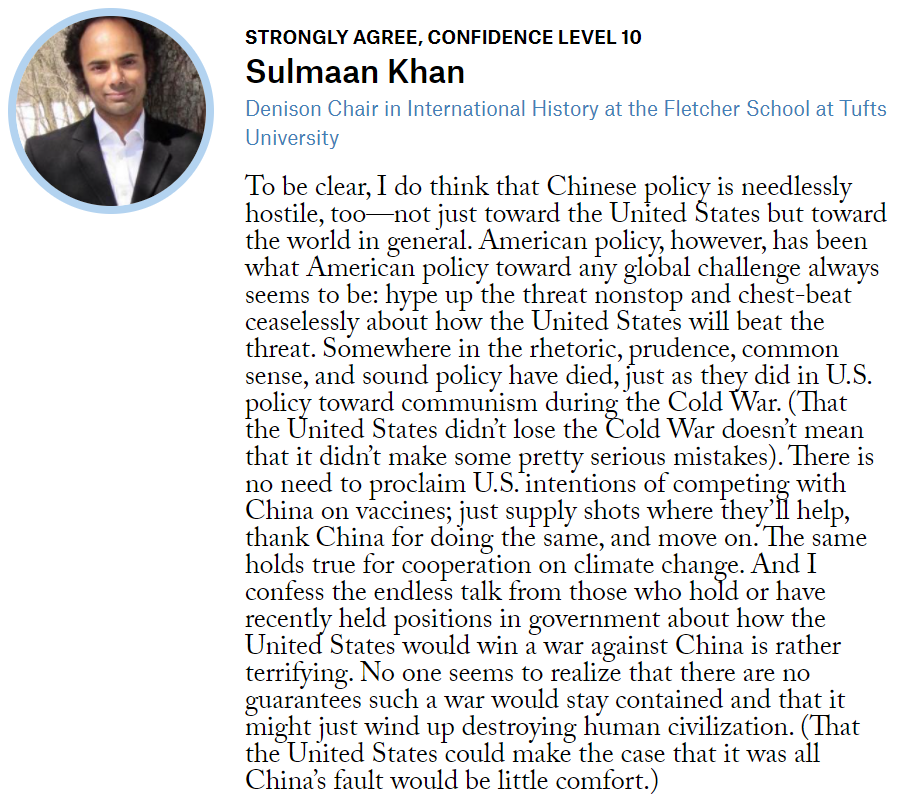 STRONGLY AGREE, CONFIDENCE LEVEL 10
Sulmaan Khan
Denison Chair in International History at the Fletcher School at Tufts
University
To be clear, I do think that Chinese policy is needlessly
hostile, too—not just toward the United States but toward
the world in general. American policy, however, has been
what American policy toward any global challenge always
seems to be: hype up the threat nonstop and chest-beat
ceaselessly about how the United States will beat the
threat. Somewhere in the rhetoric, prudence, common
sense, and sound policy have died, just as they did in U.S.
policy toward communism during the Cold War. (That
the United States didn’t lose the Cold War doesn’t mean
that it didn’t make some pretty serious mistakes). There is
no need to proclaim U.S. intentions of competing with
China on vaccines; just supply shots where they’ll help,
thank China for doing the same, and move on. The same
holds true for cooperation on climate change. And I
confess the endless talk from those who hold or have
recently held positions in government about how the
United States would win a war against China is rather
terrifying. No one seems to realize that there are no
guarantees such a war would stay contained and that it
might just wind up destroying human civilization. (That
the United States could make the case that it was all
China’s fault would be little comfort.)